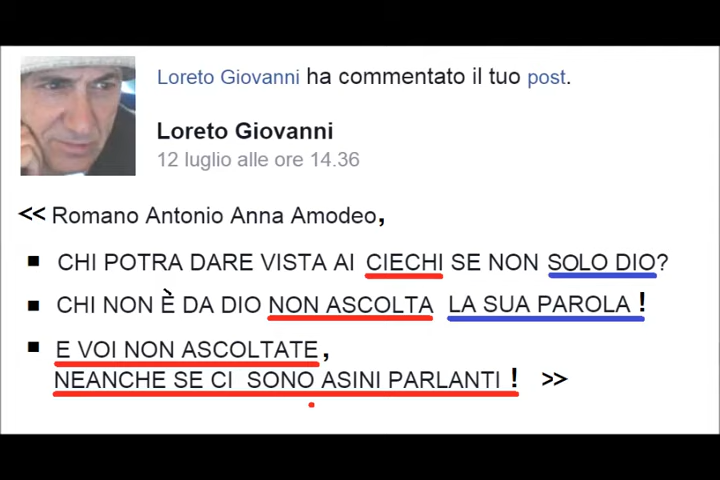 Loreto Giovanni ha commentato il tuo post.
Loreto Giovanni
12 luglio alle ore 14.36
<< Romano Antonio Anna Amodeo,
▪ CHI POTRA DARE VISTA AI CIECHI SE NON SOLO DIO?
▪ CHI NON È DA DIO NON ASCOLTA LA SUA PAROLA !
▪ E VOI NON ASCOLTATE,
NEANCHE SE CI SONO ASINI PARLANTI ! >>